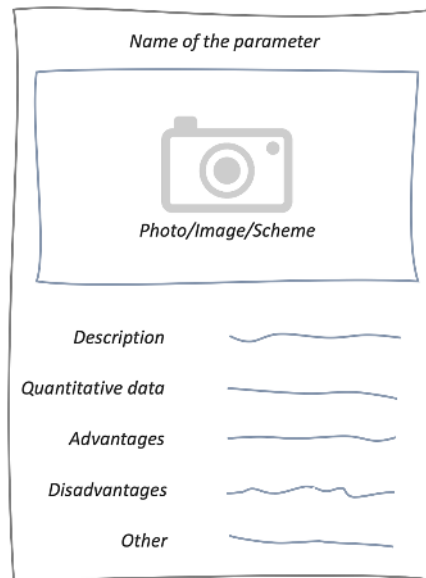 Name of the parameter
Photo/Image/Scheme
Description
Quantitative data
Advantages
Disadvantages
Other